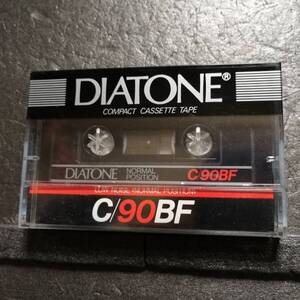 DIATONE®
COMPACT CASSETTE TAPE
DIATONE NORMAL POSITION C/90BF
LOW NOISE (NORMAL POSITION)
C/90BF